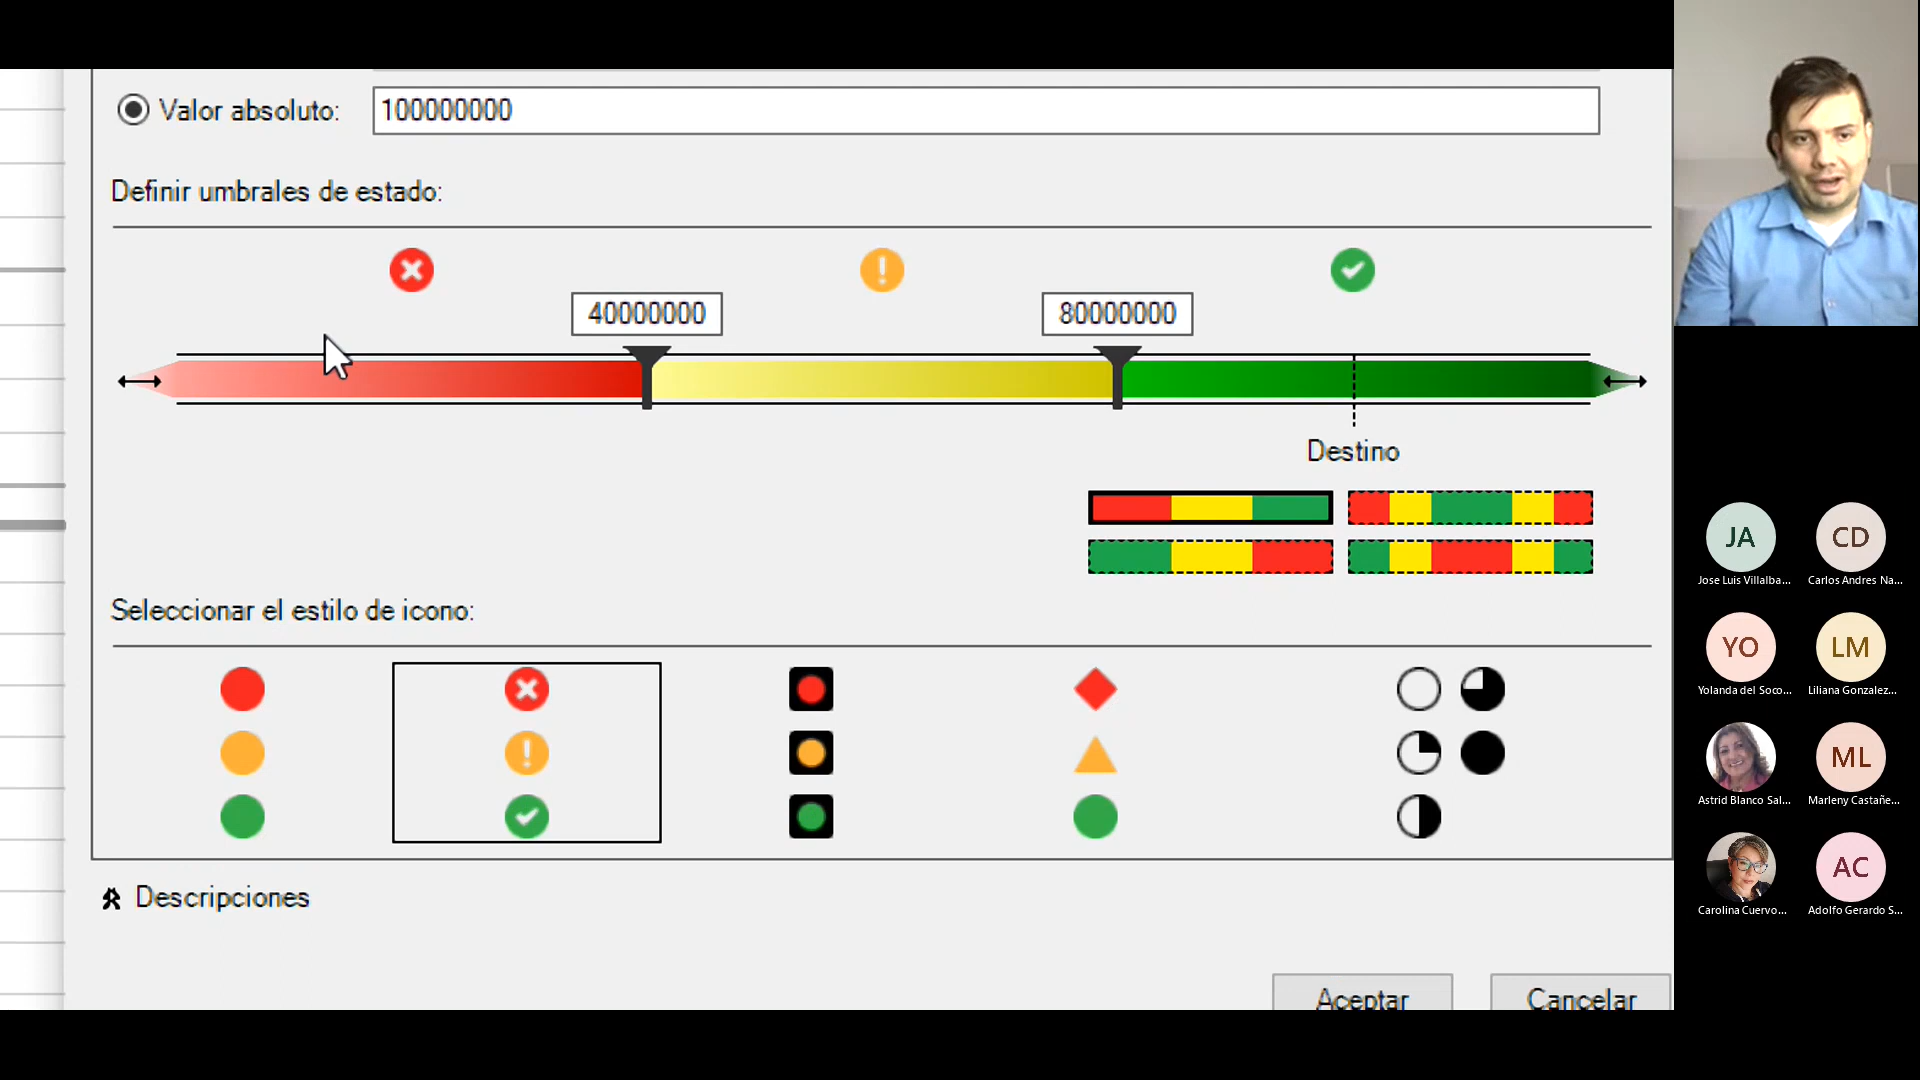 Valor absoluto:
100000000
Definir umbrales de estado:
40000000
80000000
Destino
Seleccionar el estilo de icono:
Descripciones
Aceptar
Cancelar
JA
CD
Jose Luis Villalba...
Carlos Andres Na...
YO
LM
Yolanda del Soco...
Liliana Gonzalez...
ML
Astrid Blanco Sal...
Marleny Castañe...
AC
Carolina Cuervo...
Adolfo Gerardo S...